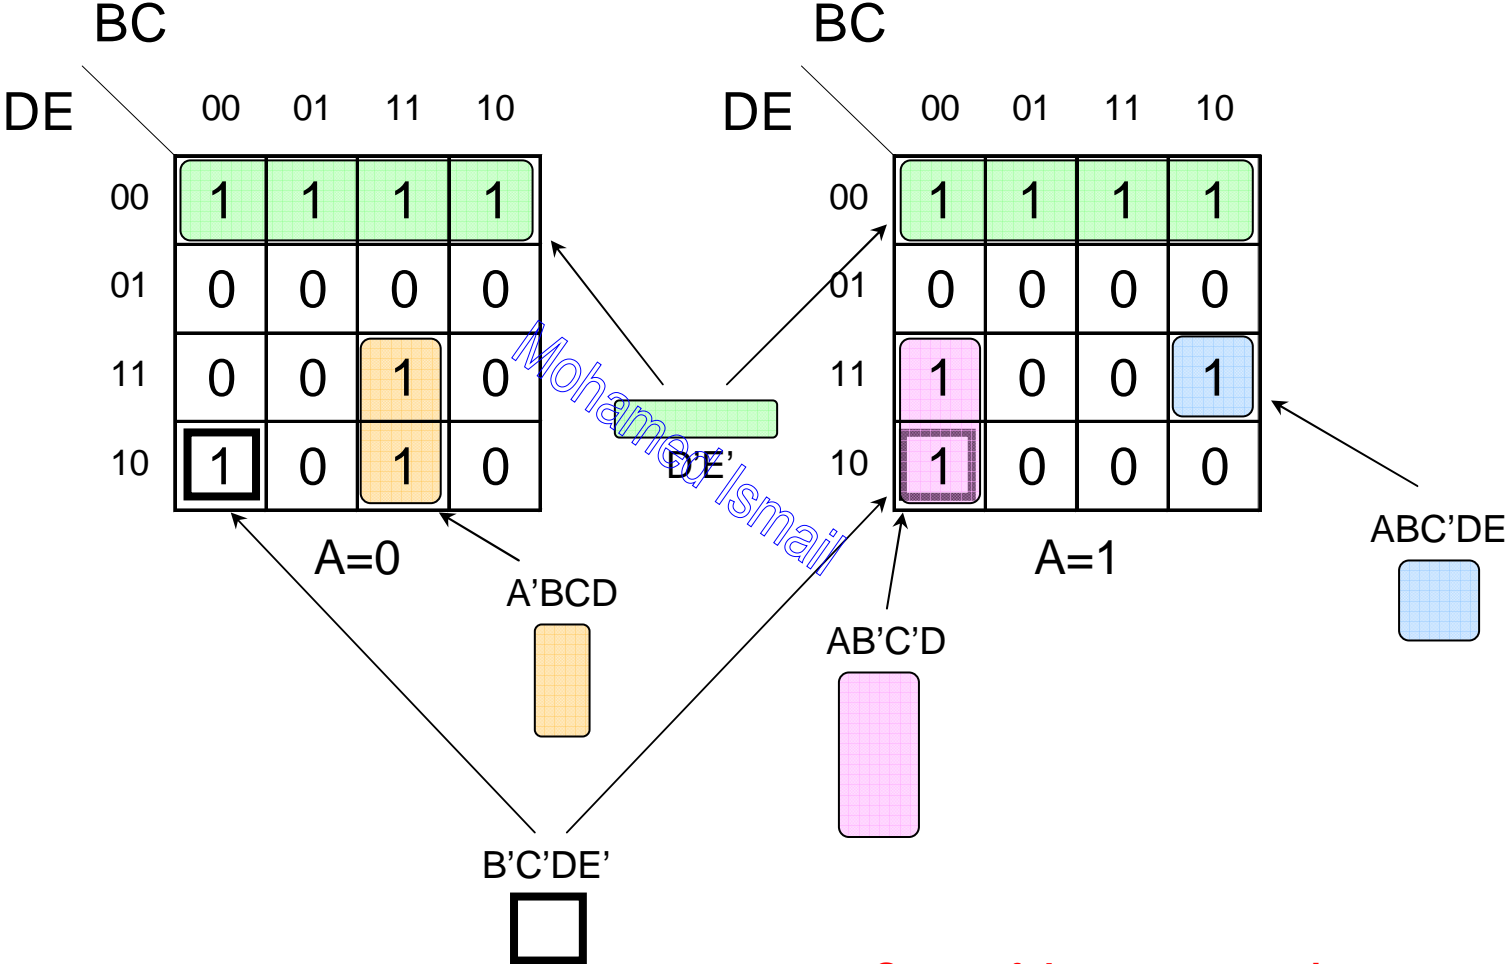 BC BC
DE 00 01 11 10 DE 00 01 11 10
00 1 1 1 1 00 1 1 1 1
01 0 0 0 0 01 0 0 0 0
11 0 0 1 0 11 1 0 0 1
10 1 0 1 0 10 1 0 0 0
Mohamed Ismail
D'E'
A=0 A=1
ABC'DE
A'BCD
AB'C'D
B'C'DE'